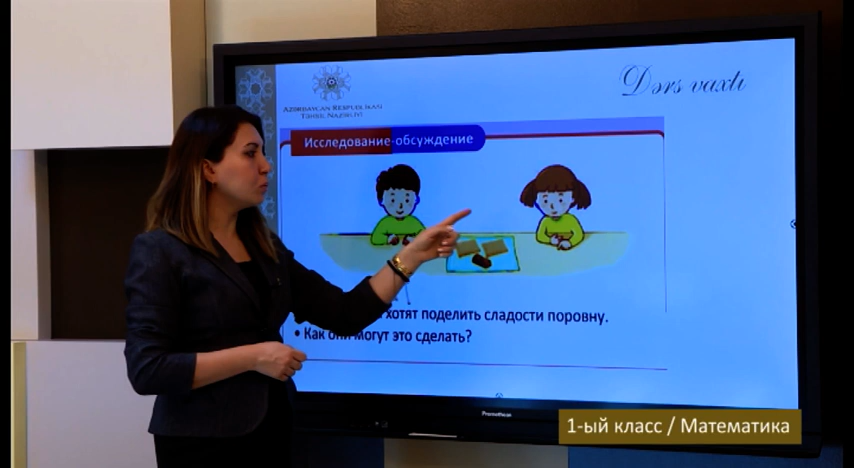 Dərs vaxtı
AZƏRBAYCAN RESPUBLİKASI
TƏHSİL NAZİRLİYİ
Исследование-обсуждение
хотят поделить сладости поровну.
• Как они могут это сделать?
Promethean
1-ый класс / Математика